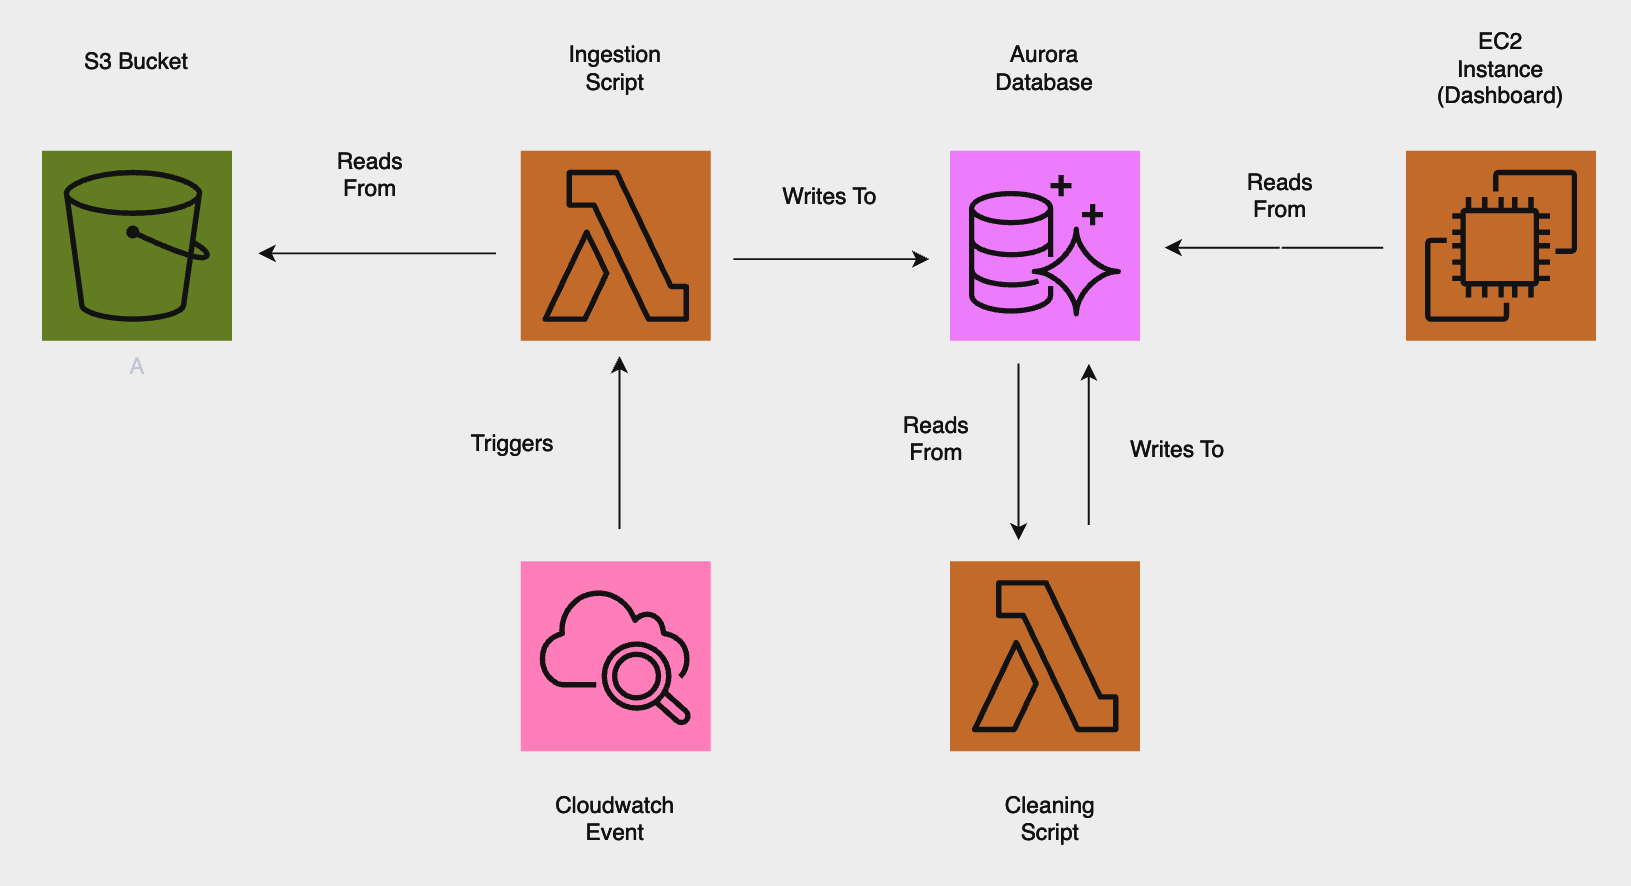 S3 Bucket
Ingestion
Script
Aurora
Database
EC2
Instance
(Dashboard)
Reads
From
Writes To
Reads
From
A
Triggers
Reads
From
Writes To
Cloudwatch
Event
Cleaning
Script